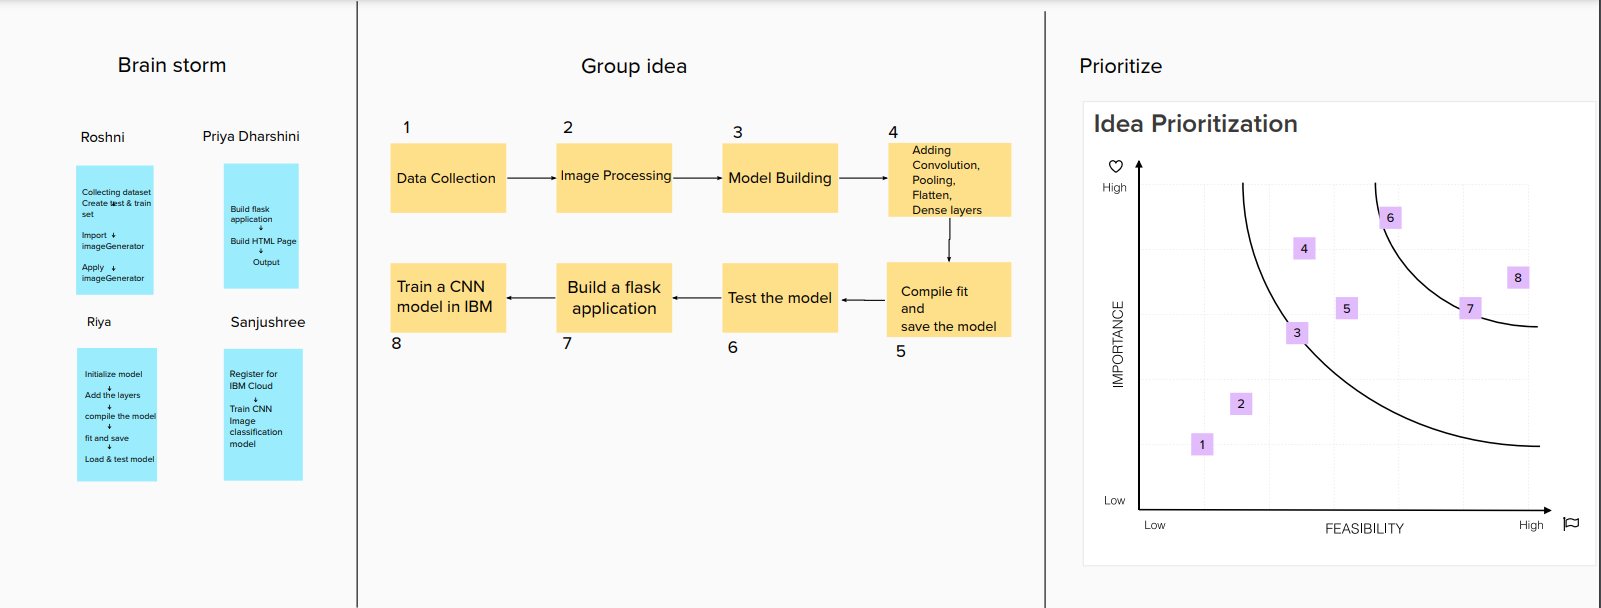 Brain storm
Roshni
Priya Dharshini
Collecting dataset
Create test & train
set
Import
imageGenerator
Apply
imageGenerator
Build flask
application
Build HTML Page
Output
Riya
Sanjushree
Initialize model
Add the layers
compile the model
fit and save
Load & test model
Register for
IBM Cloud
Train CNN
Image
classification
model
Group idea
1
2
3
4
Data Collection
Image Processing
Model Building
Adding
Convolution,
Pooling,
Flatten,
Dense layers
Train a CNN
model in IBM
Build a flask
application
Test the model
Compile fit
and
save the model
8
7
6
5
Prioritize
Idea Prioritization
High
IMPORTANCE
Low
6
4
8
5
7
3
2
1
Low
FEASIBILITY
High